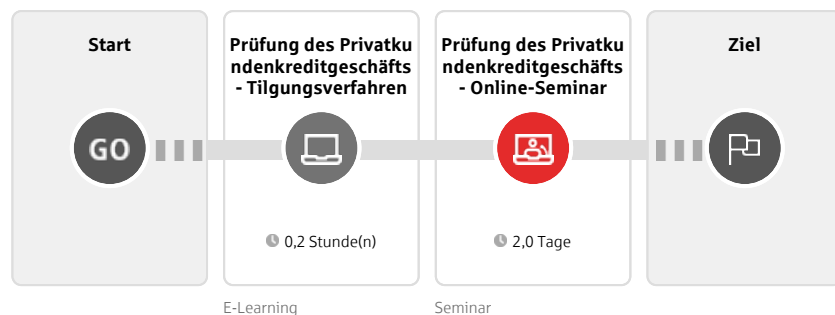 Start
Prüfung des Privatku
ndenkreditgeschäfts
- Tilgungsverfahren
Prüfung des Privatku
ndenkreditgeschäfts
- Online-Seminar
Ziel
GO
0,2 Stunde(n)
2,0 Tage
E-Learning
Seminar